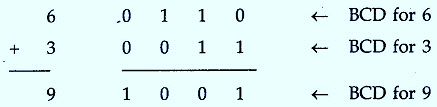 6 0 1 1 0 ← BCD for 6
+ 3 0 0 1 1 ← BCD for 3
9 1 0 0 1 ← BCD for 9